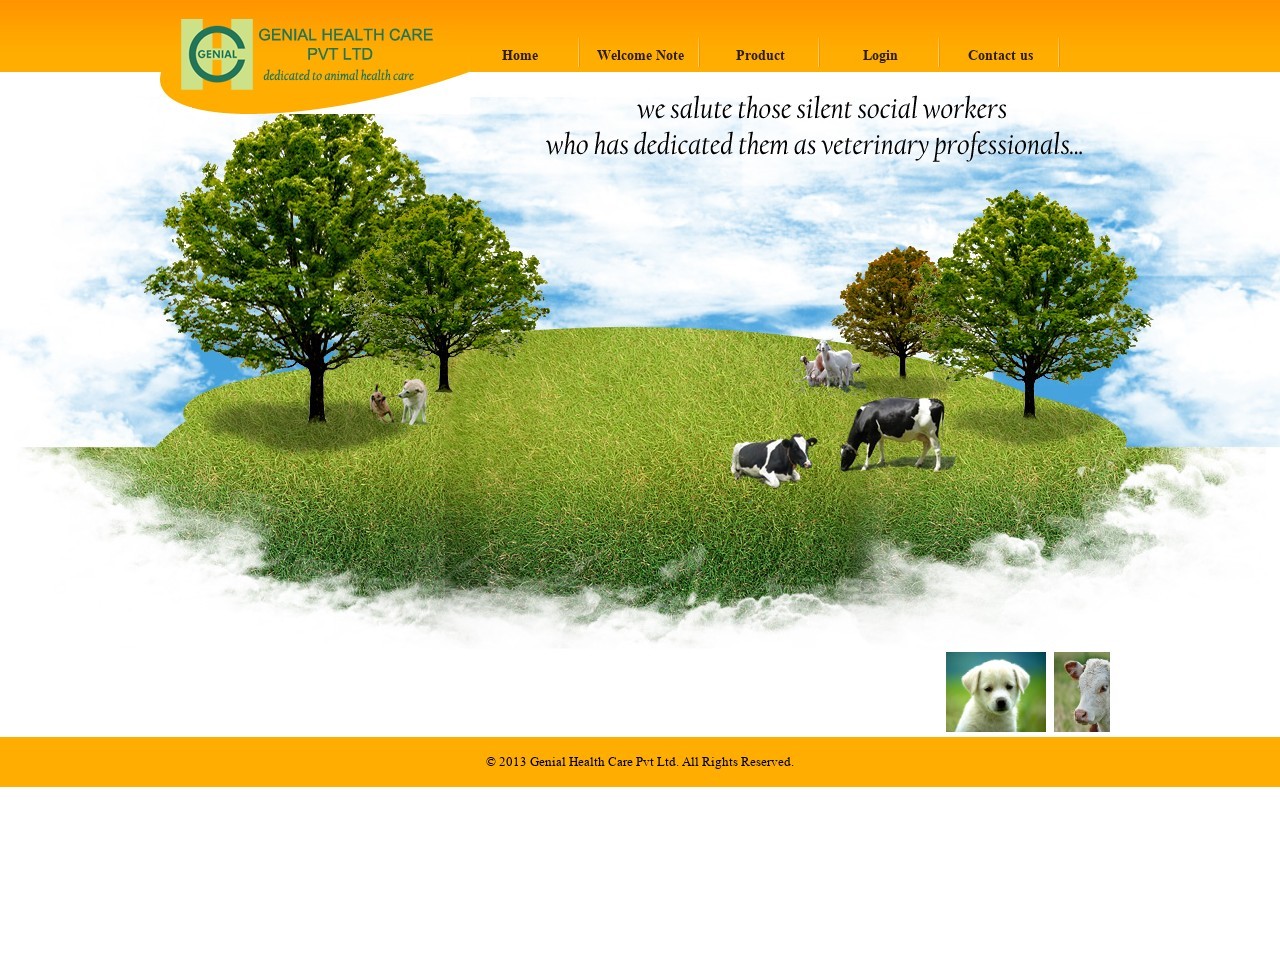 GENIAL
GENIAL HEALTH CARE
PVT LTD
dedicated to animal health care
Home
Welcome Note
Product
Login
Contact us
we salute those silent social workers
who has dedicated them as veterinary professionals...
© 2013 Genial Health Care Pvt Ltd. All Rights Reserved.